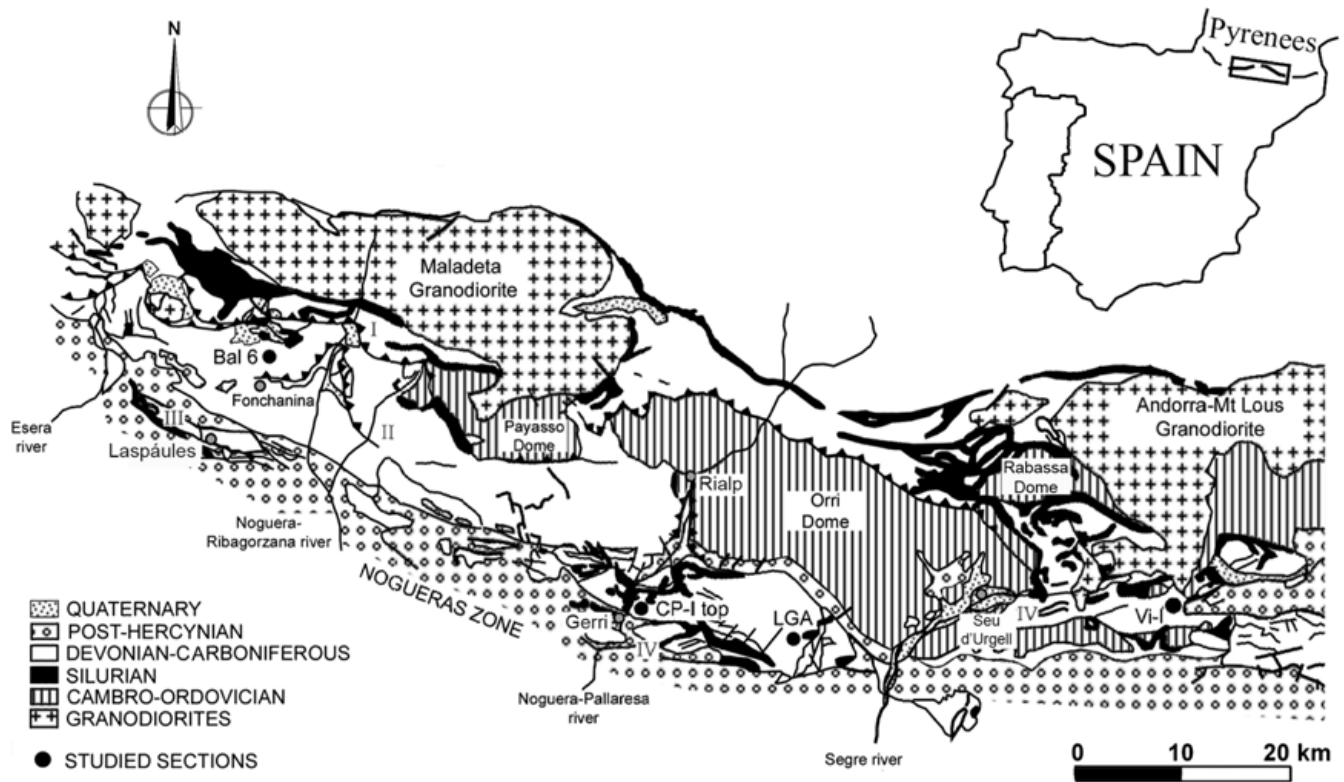 N
Pyrenees
SPAIN
Maladeta
Granodiorite
I
Bal 6
Fonchanina
Andorra-Mt Lous
Granodiorite
Esera
river
III
Laspáules
II
Payasso
Dome
Rabassa
Dome
Rialp
Orri
Dome
Noguera-
Ribagorzana river
NOGUERAS ZONE
Gerri
CP-I top
LGA
Seu
d'Urgell
IV
Vi-I
IV
Noguera-Pallaresa
river
Segre river
QUATERNARY
POST-HERCYNIAN
DEVONIAN-CARBONIFEROUS
SILURIAN
CAMBRO-ORDOVICIAN
GRANODIORITES
STUDIED SECTIONS
0 10 20 km